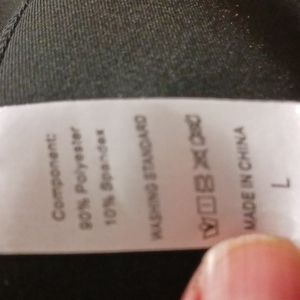 Component:
90% Polyester
10% Spandex
WASHING STANDARD
MADE IN CHINA
L